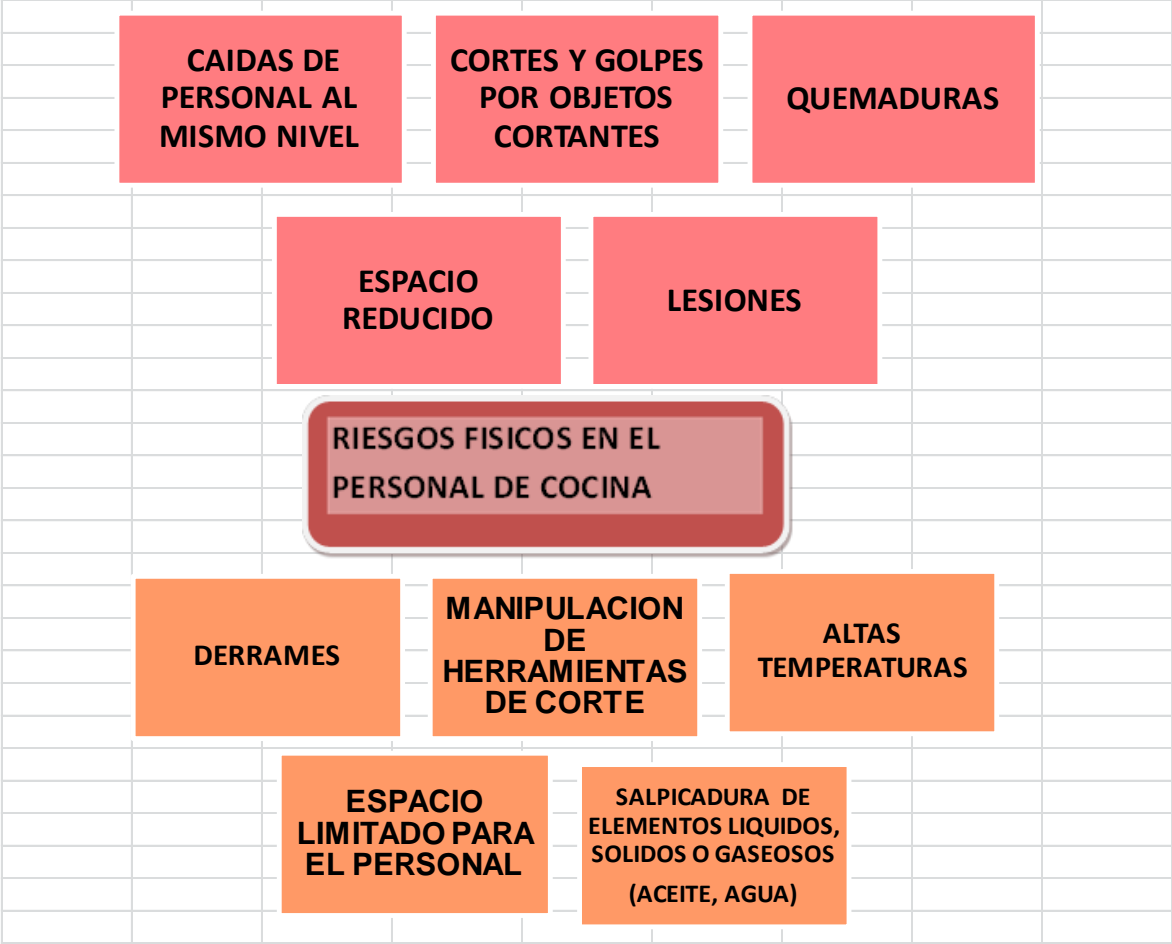 CAIDAS DE
PERSONAL AL
MISMO NIVEL
CORTES Y GOLPES
POR OBJETOS
CORTANTES
QUEMADURAS
ESPACIO
REDUCIDO
LESIONES
RIESGOS FISICOS EN EL
PERSONAL DE COCINA
DERRAMES
MANIPULACION
DE
HERRAMIENTAS
DE CORTE
ALTAS
TEMPERATURAS
ESPACIO
LIMITADO PARA
EL PERSONAL
SALPICADURA DE
ELEMENTOS LIQUIDOS,
SOLIDOS O GASEOSOS
(ACEITE, AGUA)